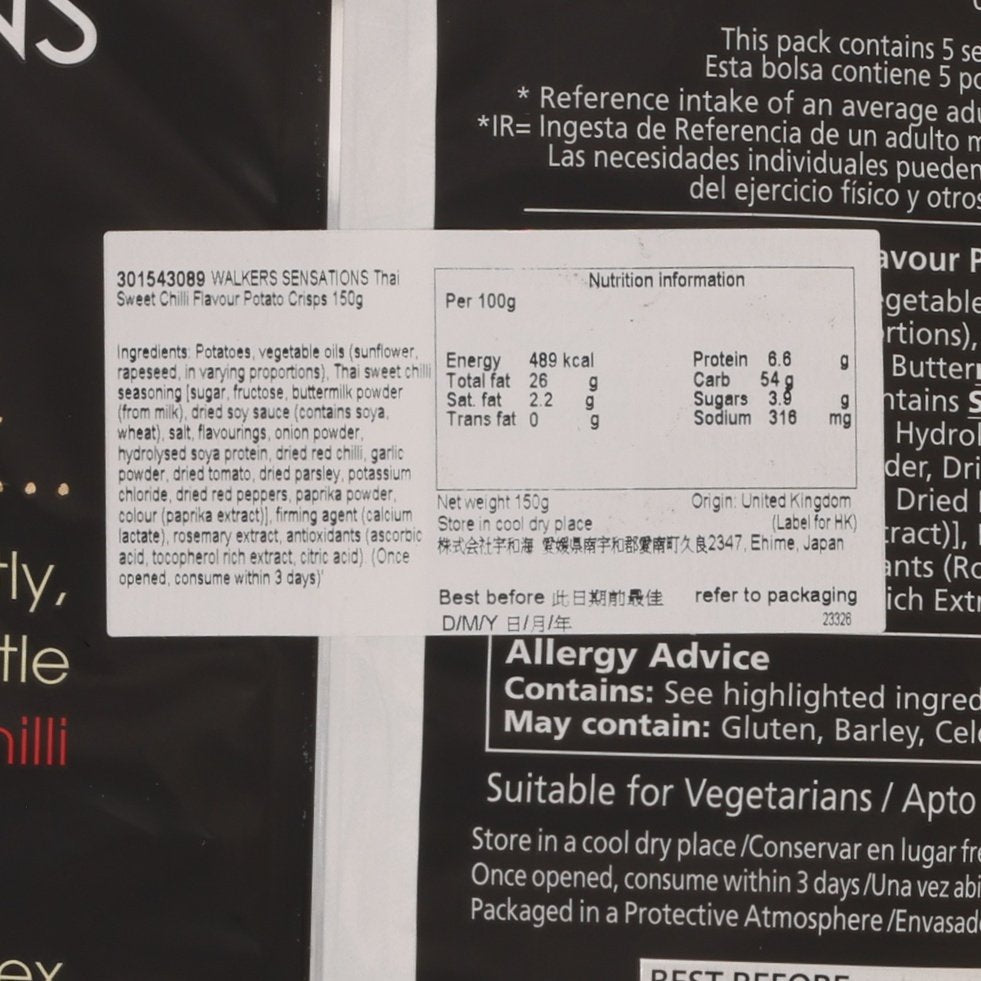 NS
This pack contains 5
Esta bolsa contiene 5
* Reference intake of an average
*IR= Ingesta de Referencia de un adulto
Las necesidades individuales pueden
del ejercicio físico y otros
301543089 WALKERS SENSATIONS Thai
Sweet Chilli Flavour Potato Crisps 150g
Ingredients: Potatoes, vegetable oils (sunflower,
rapeseed, in varying proportions), Thai sweet chilli
seasoning [sugar, fructose, buttermilk powder
(from milk), dried soy sauce (contains soya,
wheat), salt, flavourings, onion powder,
hydrolysed soya protein, dried red chilli, garlic
powder, dried tomato, dried parsley, potassium
chloride, dried red peppers, paprika powder,
colour (paprika extract)], firming agent (calcium
lactate), rosemary extract, antioxidants (ascorbic
acid, tocopherol rich extract, citric acid). (Once
opened, consume within 3 days)'
Nutrition information
Per 100g
Energy 489 kcal
Total fat 26 g
Sat. fat 2.2 g
Trans fat 0 g
Protein 6.6 g
Carb 54 g
Sugars 3.9 g
Sodium 316 mg
Net weight 150g Origin: United Kingdom
Store in cool dry place (Label for HK)
株式会社宇和海 愛媛県南宇和郡愛南町久良2347, Ehime, Japan
Best before 此日期前最佳 refer to packaging
D/M/Y 日/月/年 23326
avour P
egetable
rtions),
Butter
ntains S
Hydrol
der, Dri
Dried
tract)],
ants (Ro
ich Extr
Allergy Advice
Contains: See highlighted ingred
May contain: Gluten, Barley, Cele
Suitable for Vegetarians / Apto
Store in a cool dry place /Conservar en lugar fre
Once opened, consume within 3 days /Una vez abi
Packaged in a Protective Atmosphere /Envasad
BEST BEFORE
...
tly,
tle
hilli
ex